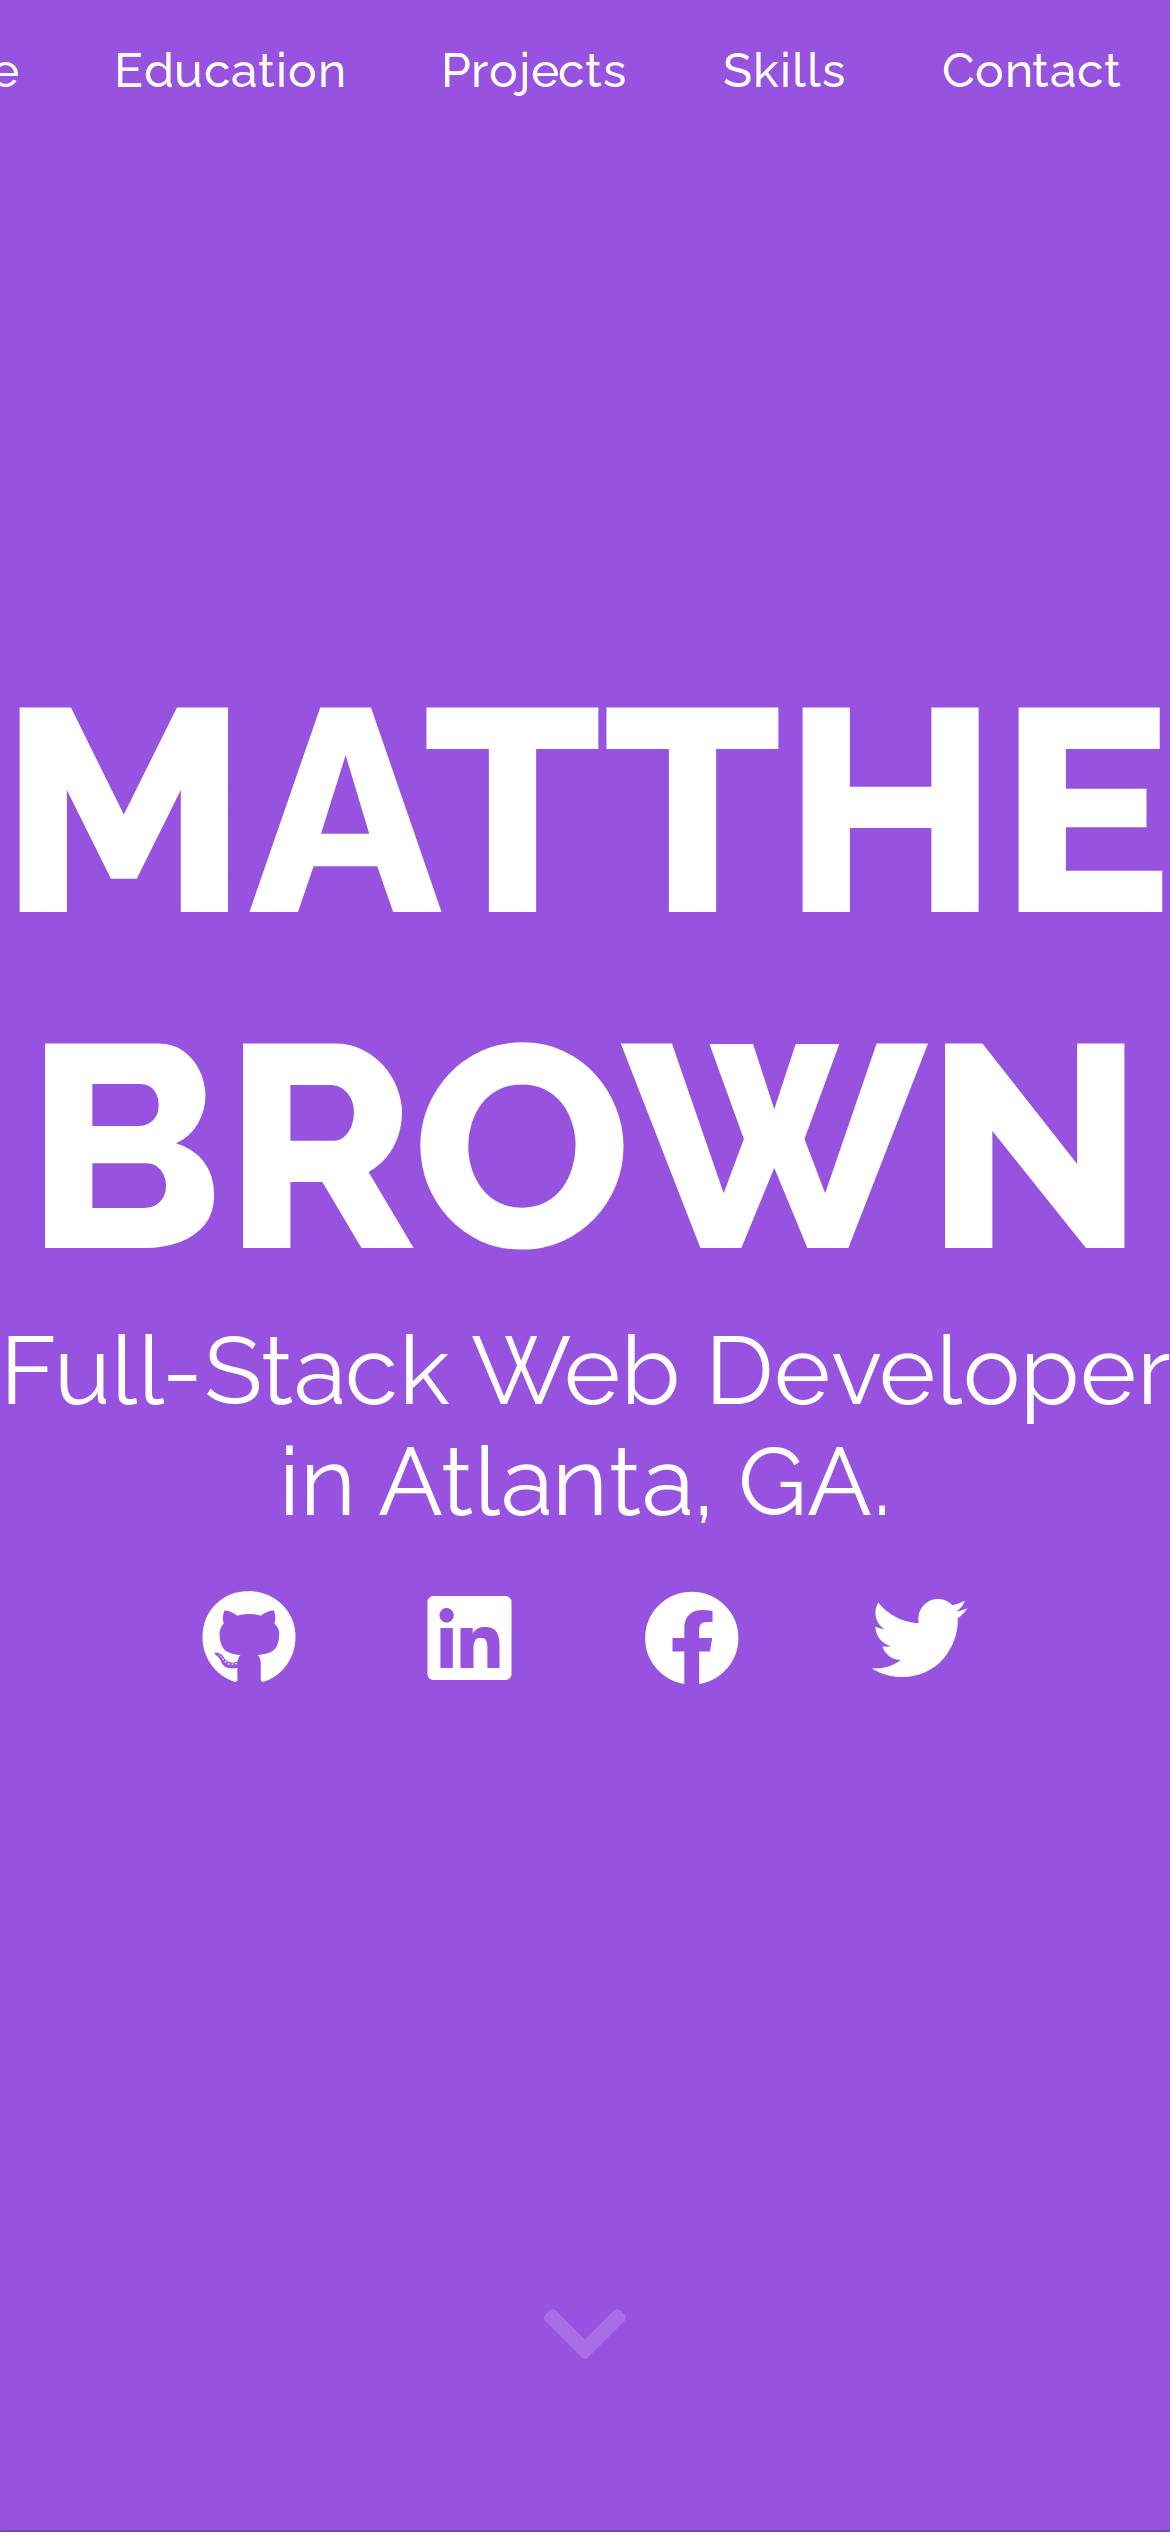 e Education Projects Skills Contact
MATTHE
BROWN
Full-Stack Web Developer
in Atlanta, GA.